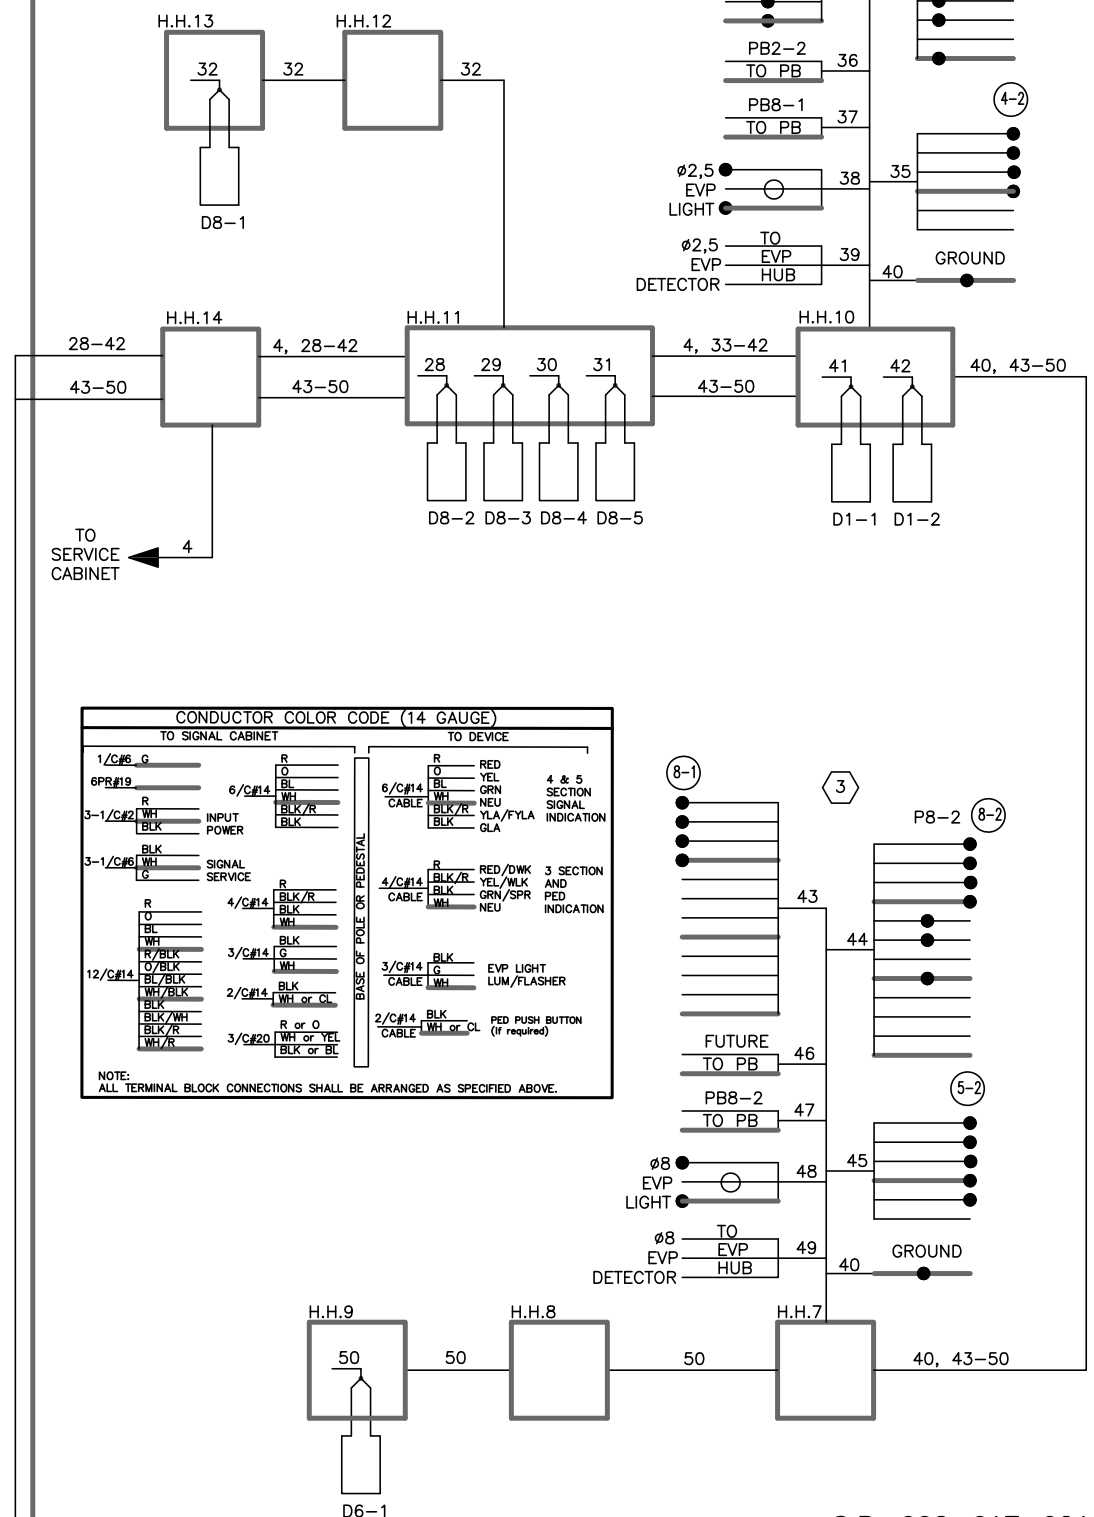 H.H.13
H.H.12
32
32
32
D8-1
PB2-2
TO PB
36
PB8-1
TO PB
37
4-2
ø2,5
EVP
LIGHT
38
35
ø2,5
EVP
DETECTOR
TO
EVP
HUB
39
40
GROUND
H.H.14
H.H.11
H.H.10
28-42
4, 28-42
4, 33-42
40, 43-50
43-50
43-50
43-50
28
29
30
31
41
42
D8-2
D8-3
D8-4
D8-5
D1-1
D1-2
TO
SERVICE
CABINET
4
CONDUCTOR COLOR CODE (14 GAUGE)
TO SIGNAL CABINET
TO DEVICE
1/C#6
G
6PR#19
3-1/C#2
R
WH
BLK
INPUT
POWER
3-1/C#6
BLK
WH
G
SIGNAL
SERVICE
12/C#14
R
O
BL
WH
R/BLK
O/BLK
BL/BLK
WH/BLK
BLK
BLK/WH
BLK/R
WH/R
6/C#14
R
O
BL
WH
BLK/R
BLK
4/C#14
R
BLK/R
BLK
WH
3/C#14
BLK
G
WH
2/C#14
BLK
WH or CL
3/C#20
R or O
WH or YEL
BLK or BL
BASE OF POLE OR PEDESTAL
6/C#14
CABLE
R
O
BL
WH
BLK/R
BLK
RED
YEL
GRN
NEU
YLA/FYLA
GLA
4 & 5
SECTION
SIGNAL
INDICATION
4/C#14
CABLE
R
BLK/R
BLK
WH
RED/DWK
YEL/WLK
GRN/SPR
NEU
3 SECTION
AND
PED
INDICATION
3/C#14
CABLE
BLK
G
WH
EVP LIGHT
LUM/FLASHER
2/C#14
CABLE
BLK
WH or CL
PED PUSH BUTTON
(if required)
NOTE:
ALL TERMINAL BLOCK CONNECTIONS SHALL BE ARRANGED AS SPECIFIED ABOVE.
8-1
3
P8-2
8-2
43
44
FUTURE
TO PB
46
PB8-2
TO PB
47
5-2
ø8
EVP
LIGHT
48
45
ø8
EVP
DETECTOR
TO
EVP
HUB
49
40
GROUND
H.H.9
H.H.8
H.H.7
50
50
50
40, 43-50
D6-1